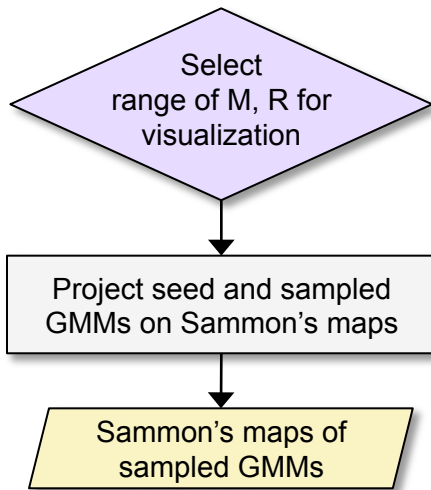 Select
range of M, R for
visualization
Project seed and sampled
GMMs on Sammon's maps
Sammon's maps of
sampled GMMs